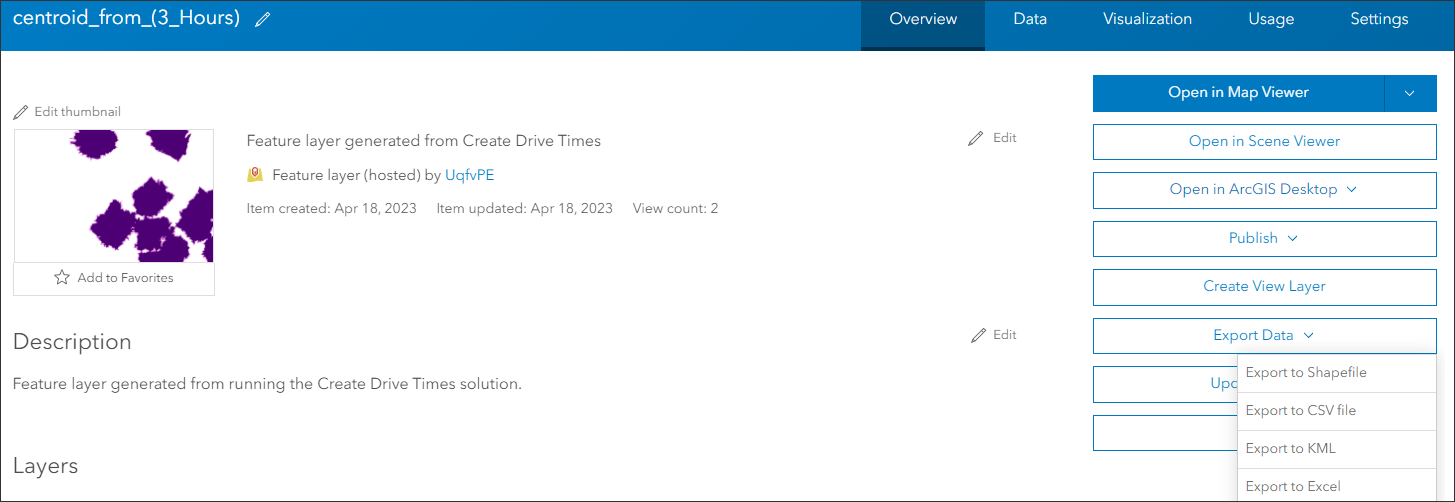 centroid_from_(3_Hours)
Overview
Data
Visualization
Usage
Settings
Edit thumbnail
Add to Favorites
Feature layer generated from Create Drive Times
Edit
Feature layer (hosted) by UqfvPE
Item created: Apr 18, 2023 Item updated: Apr 18, 2023 View count: 2
Description
Edit
Feature layer generated from running the Create Drive Times solution.
Layers
Open in Map Viewer
Open in Scene Viewer
Open in ArcGIS Desktop
Publish
Create View Layer
Export Data
Export to Shapefile
Export to CSV file
Export to KML
Export to Excel